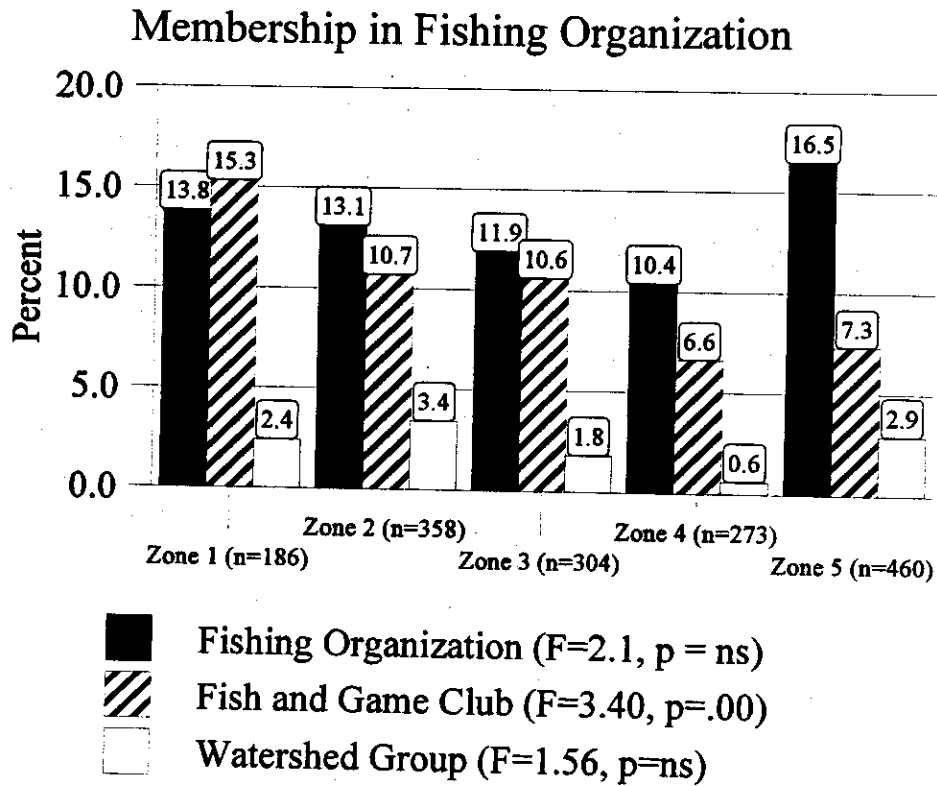 Membership in Fishing Organization
Percent
20.0
15.0
10.0
5.0
0.0
13.8
15.3
2.4
13.1
10.7
3.4
11.9
10.6
1.8
10.4
6.6
0.6
16.5
7.3
2.9
Zone 1 (n=186)
Zone 2 (n=358)
Zone 3 (n=304)
Zone 4 (n=273)
Zone 5 (n=460)
Fishing Organization (F=2.1, p = ns)
Fish and Game Club (F=3.40, p=.00)
Watershed Group (F=1.56, p=ns)